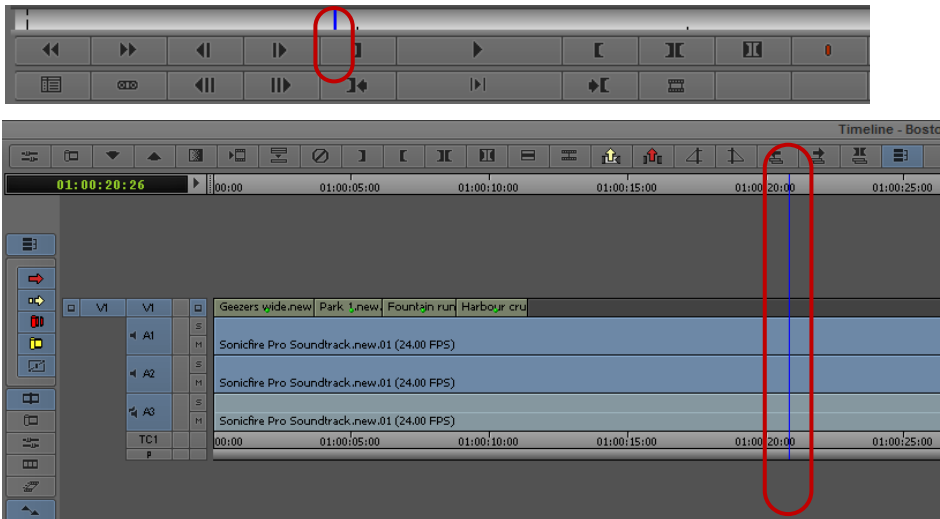 Timeline - Bosto
01:00:20:26
00:00 01:00:05:00 01:00:10:00 01:00:15:00 01:00:20:00 01:00:25:00
V1 V1 Geezers wide.new Park 1.new. Fountain run Harbour cru
S
A1
M Sonicfire Pro Soundtrack.new.01 (24.00 FPS)
S
A2
M Sonicfire Pro Soundtrack.new.01 (24.00 FPS)
S
A3
M Sonicfire Pro Soundtrack.new.01 (24.00 FPS)
TC1 00:00 01:00:05:00 01:00:10:00 01:00:15:00 01:00:20:00 01:00:25:00
P